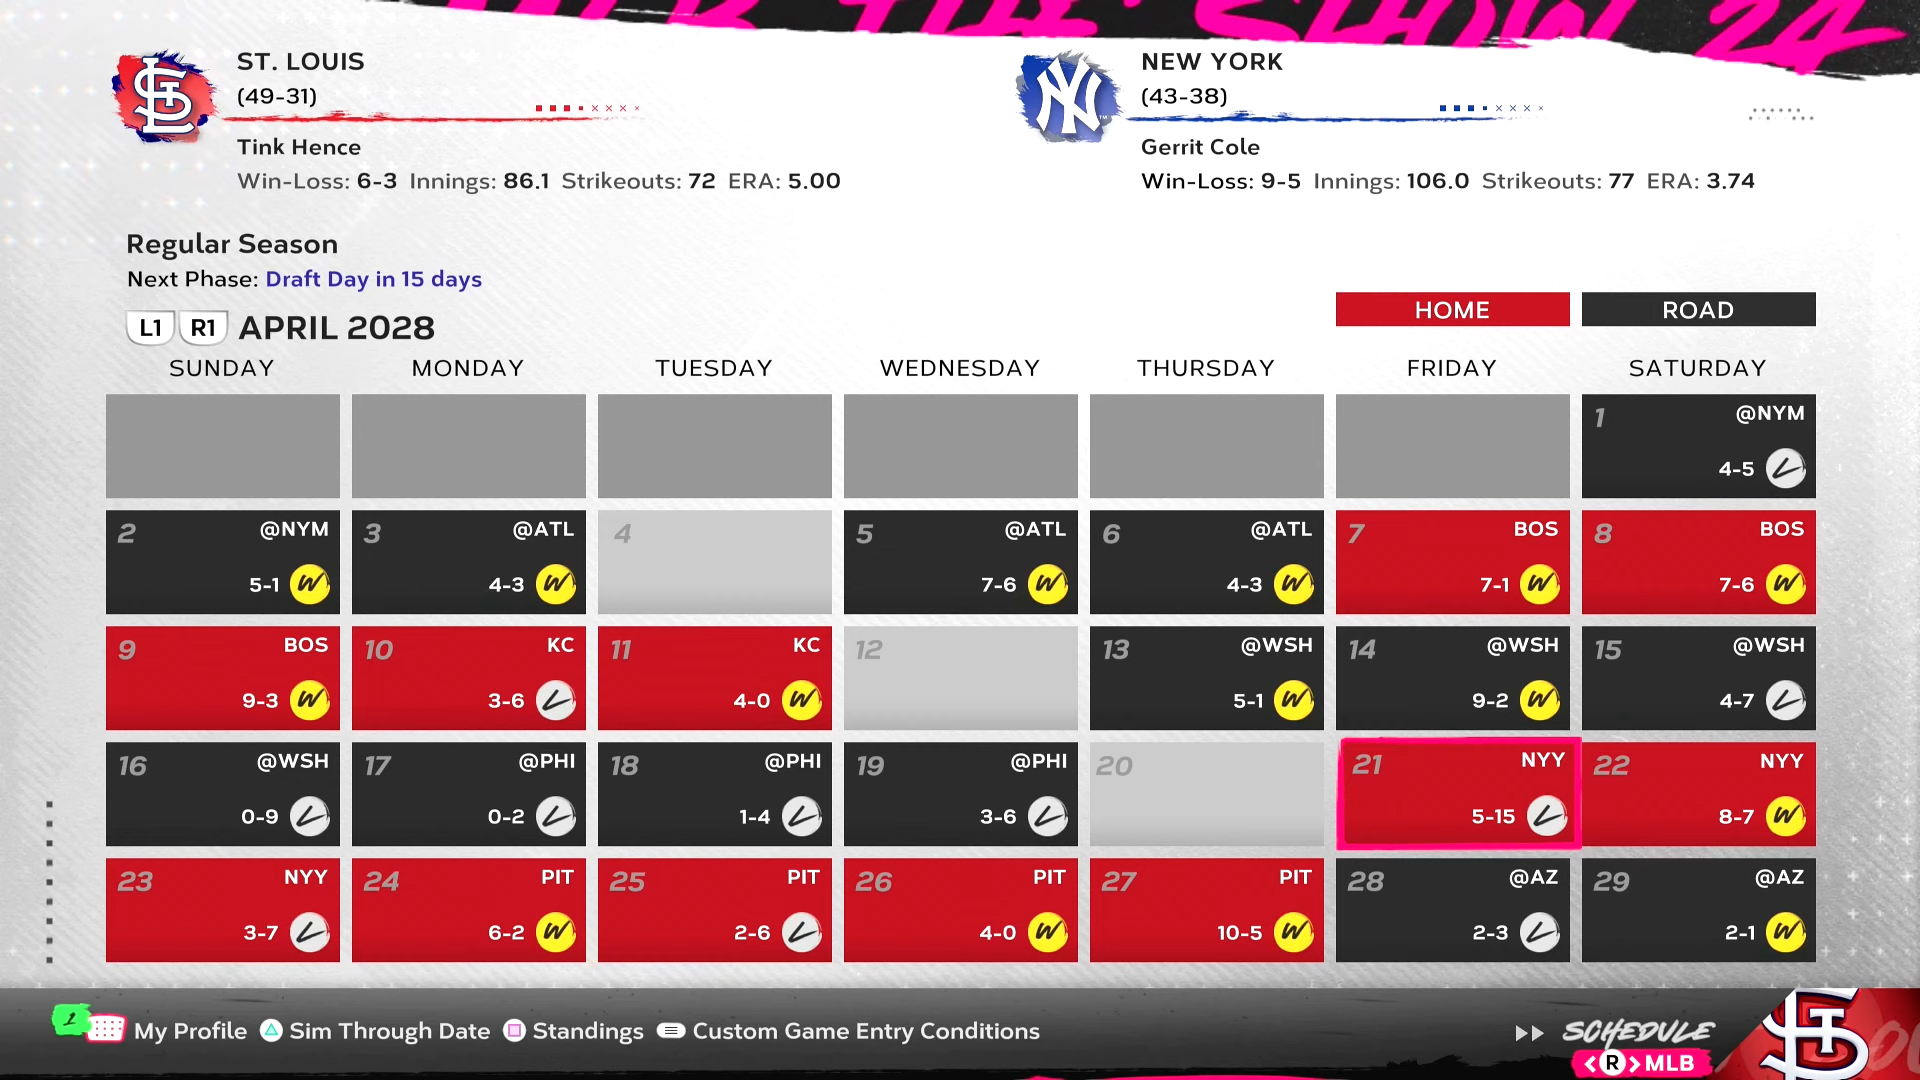 MLB THE SHOW 24
ST. LOUIS
(49-31)
Tink Hence
Win-Loss: 6-3 Innings: 86.1 Strikeouts: 72 ERA: 5.00
NEW YORK
(43-38)
Gerrit Cole
Win-Loss: 9-5 Innings: 106.0 Strikeouts: 77 ERA: 3.74
Regular Season
Next Phase: Draft Day in 15 days
L1 R1 APRIL 2028
HOME ROAD
SUNDAY MONDAY TUESDAY WEDNESDAY THURSDAY FRIDAY SATURDAY
1 @NYM
4-5 L
2 @NYM 3 @ATL 4 5 @ATL 6 @ATL 7 BOS 8 BOS
5-1 W 4-3 W 7-6 W 4-3 W 7-1 W 7-6 W
9 BOS 10 KC 11 KC 12 13 @WSH 14 @WSH 15 @WSH
9-3 W 3-6 L 4-0 W 5-1 W 9-2 W 4-7 L
16 @WSH 17 @PHI 18 @PHI 19 @PHI 20 21 NYY 22 NYY
0-9 L 0-2 L 1-4 L 3-6 L 5-15 L 8-7 W
23 NYY 24 PIT 25 PIT 26 PIT 27 PIT 28 @AZ 29 @AZ
3-7 L 6-2 W 2-6 L 4-0 W 10-5 W 2-3 L 2-1 W
My Profile Sim Through Date Standings Custom Game Entry Conditions
SCHEDULE
R MLB